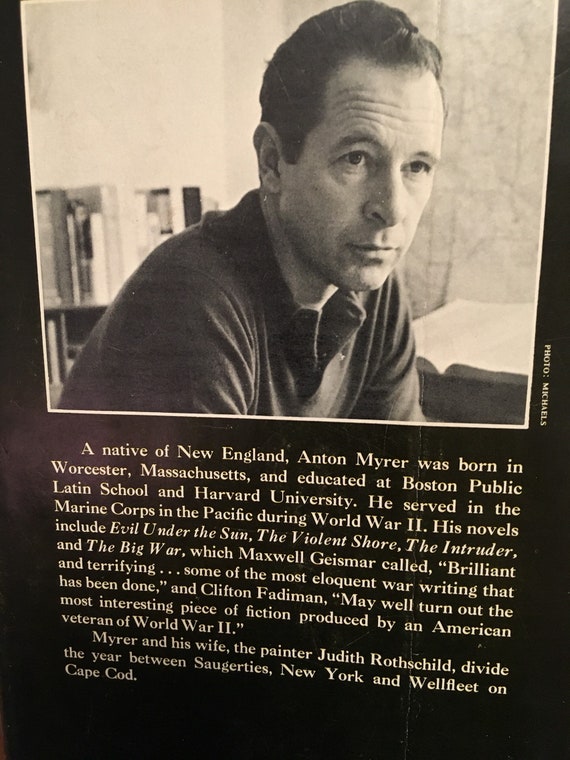 PHOTO: MICHAELS
A native of New England, Anton Myrer was born in
Worcester, Massachusetts, and educated at Boston Public
Latin School and Harvard University. He served in the
Marine Corps in the Pacific during World War II. His novels
include Evil Under the Sun, The Violent Shore, The Intruder,
and The Big War, which Maxwell Geismar called, “Brilliant
and terrifying . . . some of the most eloquent war writing that
has been done,” and Clifton Fadiman, “May well turn out the
most interesting piece of fiction produced by an American
veteran of World War II.”
Myrer and his wife, the painter Judith Rothschild, divide
the year between Saugerties, New York and Wellfleet on
Cape Cod.